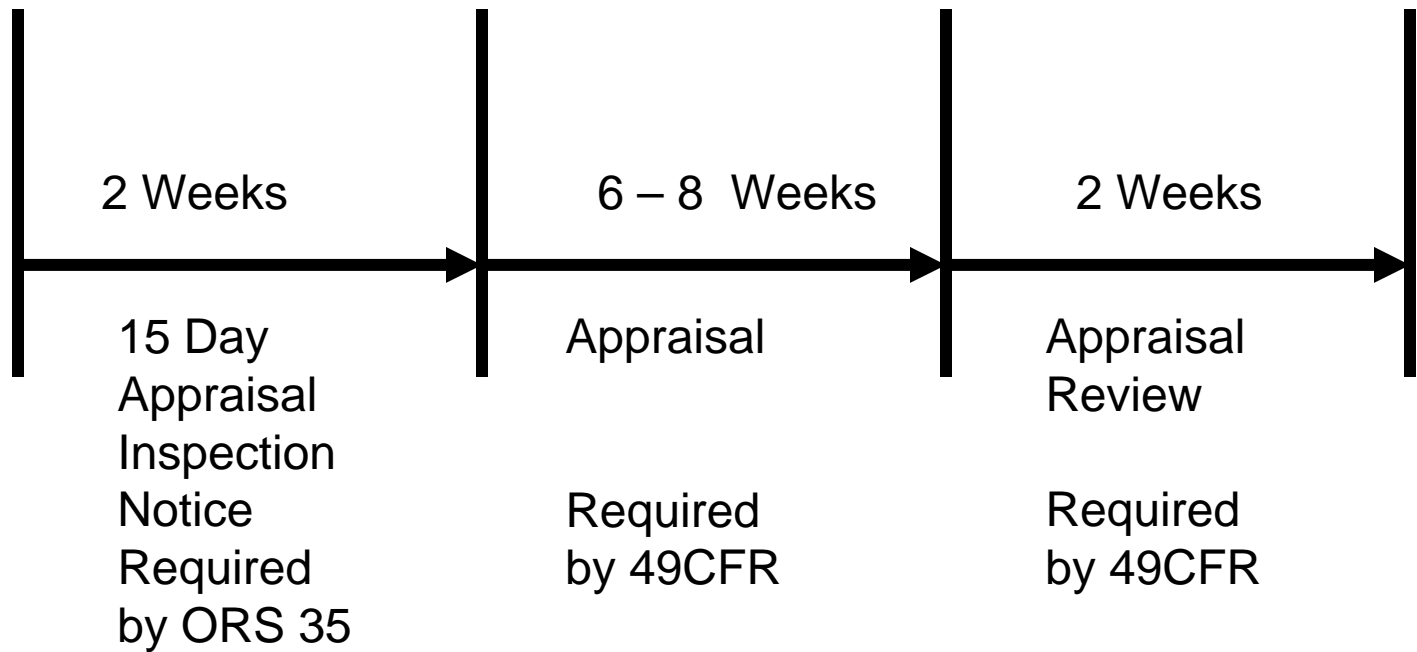 2 Weeks
6 – 8 Weeks
2 Weeks
15 Day
Appraisal
Inspection
Notice
Required
by ORS 35
Appraisal
Required
by 49CFR
Appraisal
Review
Required
by 49CFR